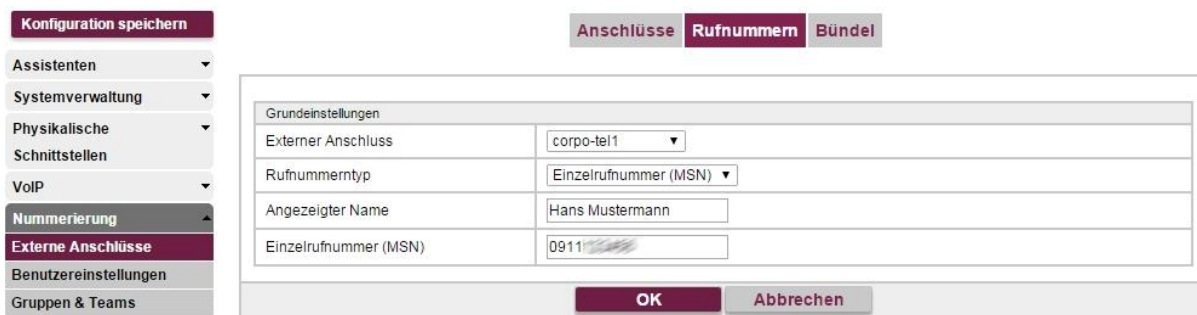 Konfiguration speichern
Assistenten
Systemverwaltung
Physikalische
Schnittstellen
VoIP
Nummerierung
Externe Anschlüsse
Benutzereinstellungen
Gruppen & Teams
Anschlüsse Rufnummern Bündel
Grundeinstellungen
Externer Anschluss corpo-tel1
Rufnummerntyp Einzelrufnummer (MSN)
Angezeigter Name Hans Mustermann
Einzelrufnummer (MSN) 0911
OK Abbrechen